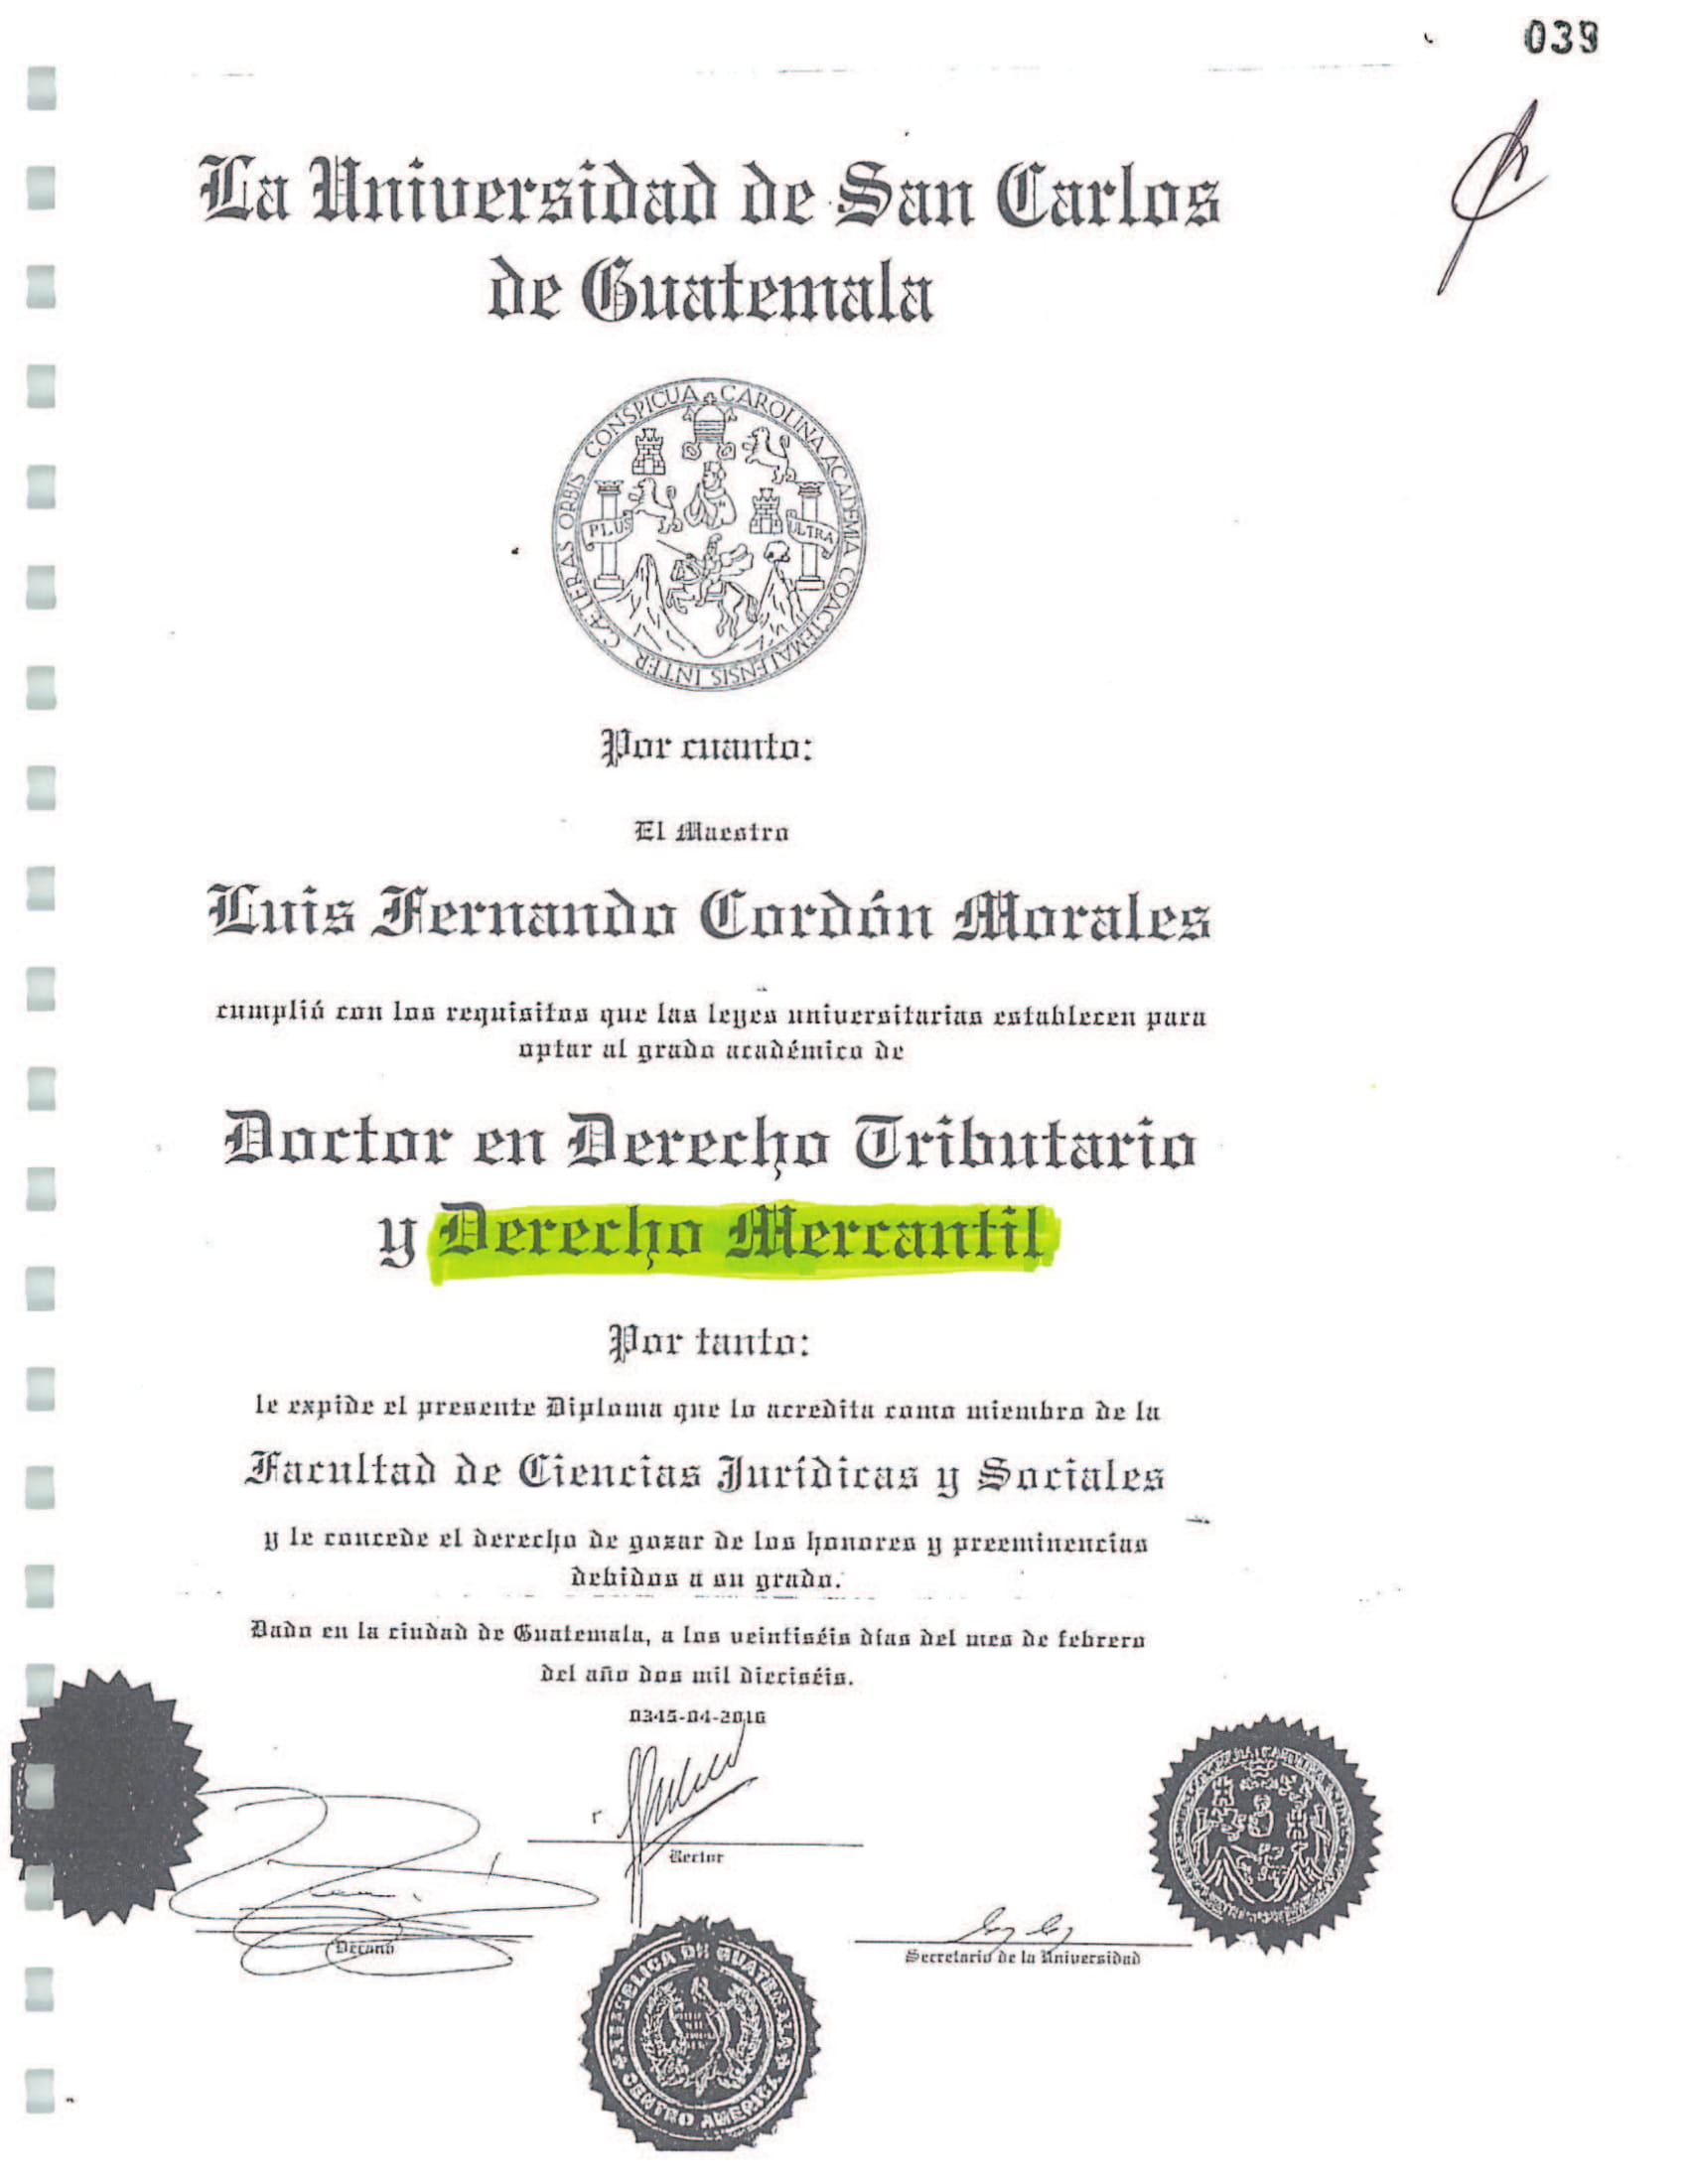 039
La Universidad de San Carlos
de Guatemala
CAROLINA ACADEMIA COACTEMALENSIS INTER CÆTERAS ORBIS CONSPICUA
PLUS
ULTRA
Por cuanto:
El Maestro
Luis Fernando Cordón Morales
cumplió con los requisitos que las leyes universitarias establecen para
optar al grado académico de
Doctor en Derecho Tributario
y Derecho Mercantil
Por tanto:
le expide el presente Diploma que lo acredita como miembro de la
Facultad de Ciencias Jurídicas y Sociales
y le concede el derecho de gozar de los honores y preeminencias
debidos a su grado.
Dado en la ciudad de Guatemala, a los veintiséis días del mes de febrero
del año dos mil dieciséis.
0345-04-2016
Rector
Decano
Secretario de la Universidad
REPUBLICA DE GUATEMALA
CENTRO AMERICA